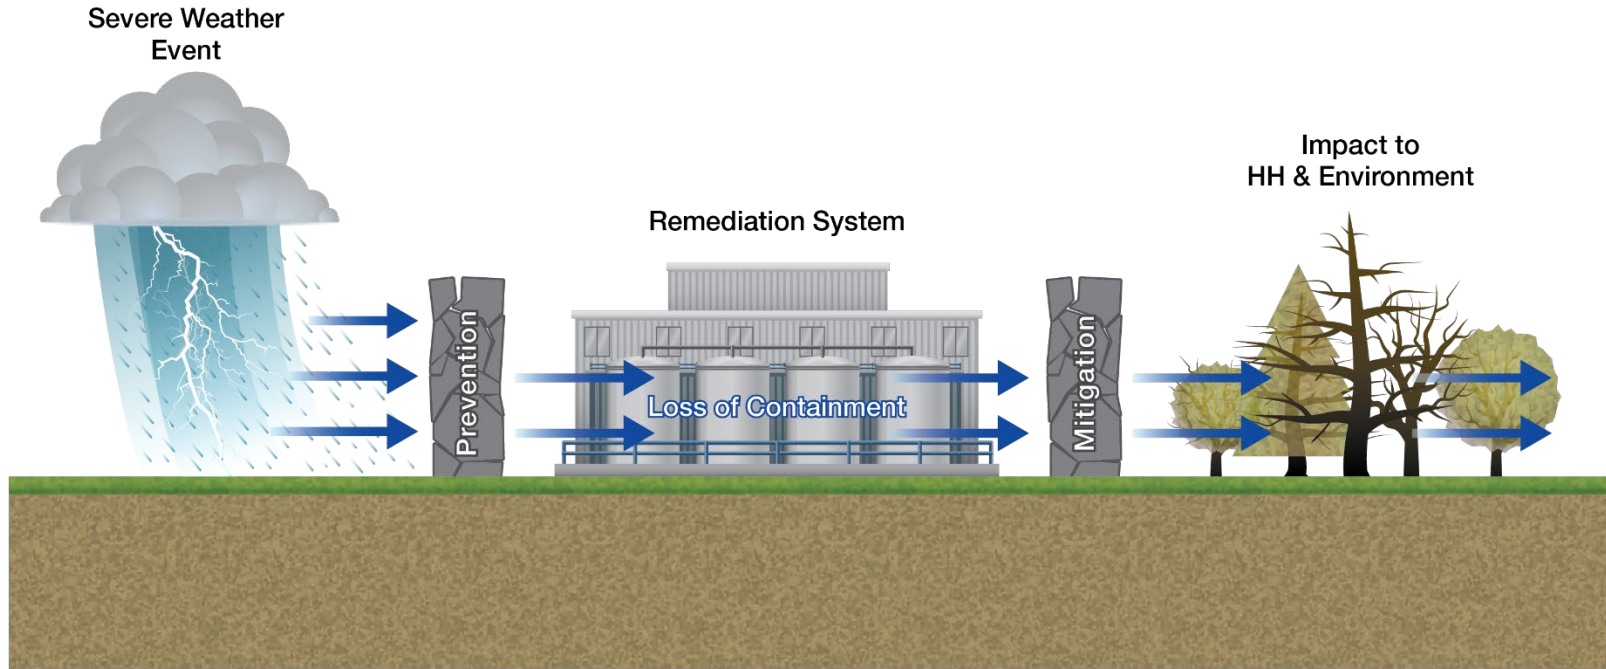 Severe Weather
Event
Prevention
Remediation System
Loss of Containment
Mitigation
Impact to
HH & Environment